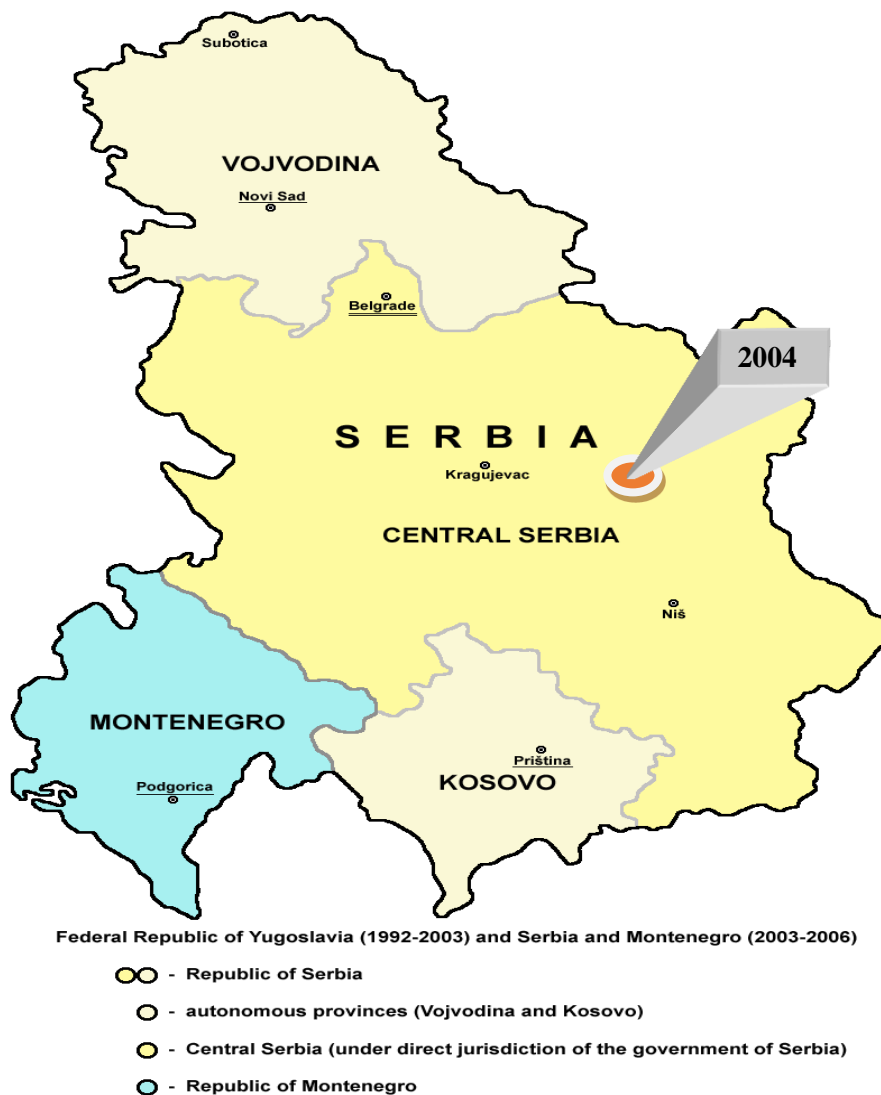 Subotica
VOJVODINA
Novi Sad
Belgrade
2004
S E R B I A
Kragujevac
CENTRAL SERBIA
Niš
MONTENEGRO
Priština
KOSOVO
Podgorica
Federal Republic of Yugoslavia (1992-2003) and Serbia and Montenegro (2003-2006)
- Republic of Serbia
- autonomous provinces (Vojvodina and Kosovo)
- Central Serbia (under direct jurisdiction of the government of Serbia)
- Republic of Montenegro